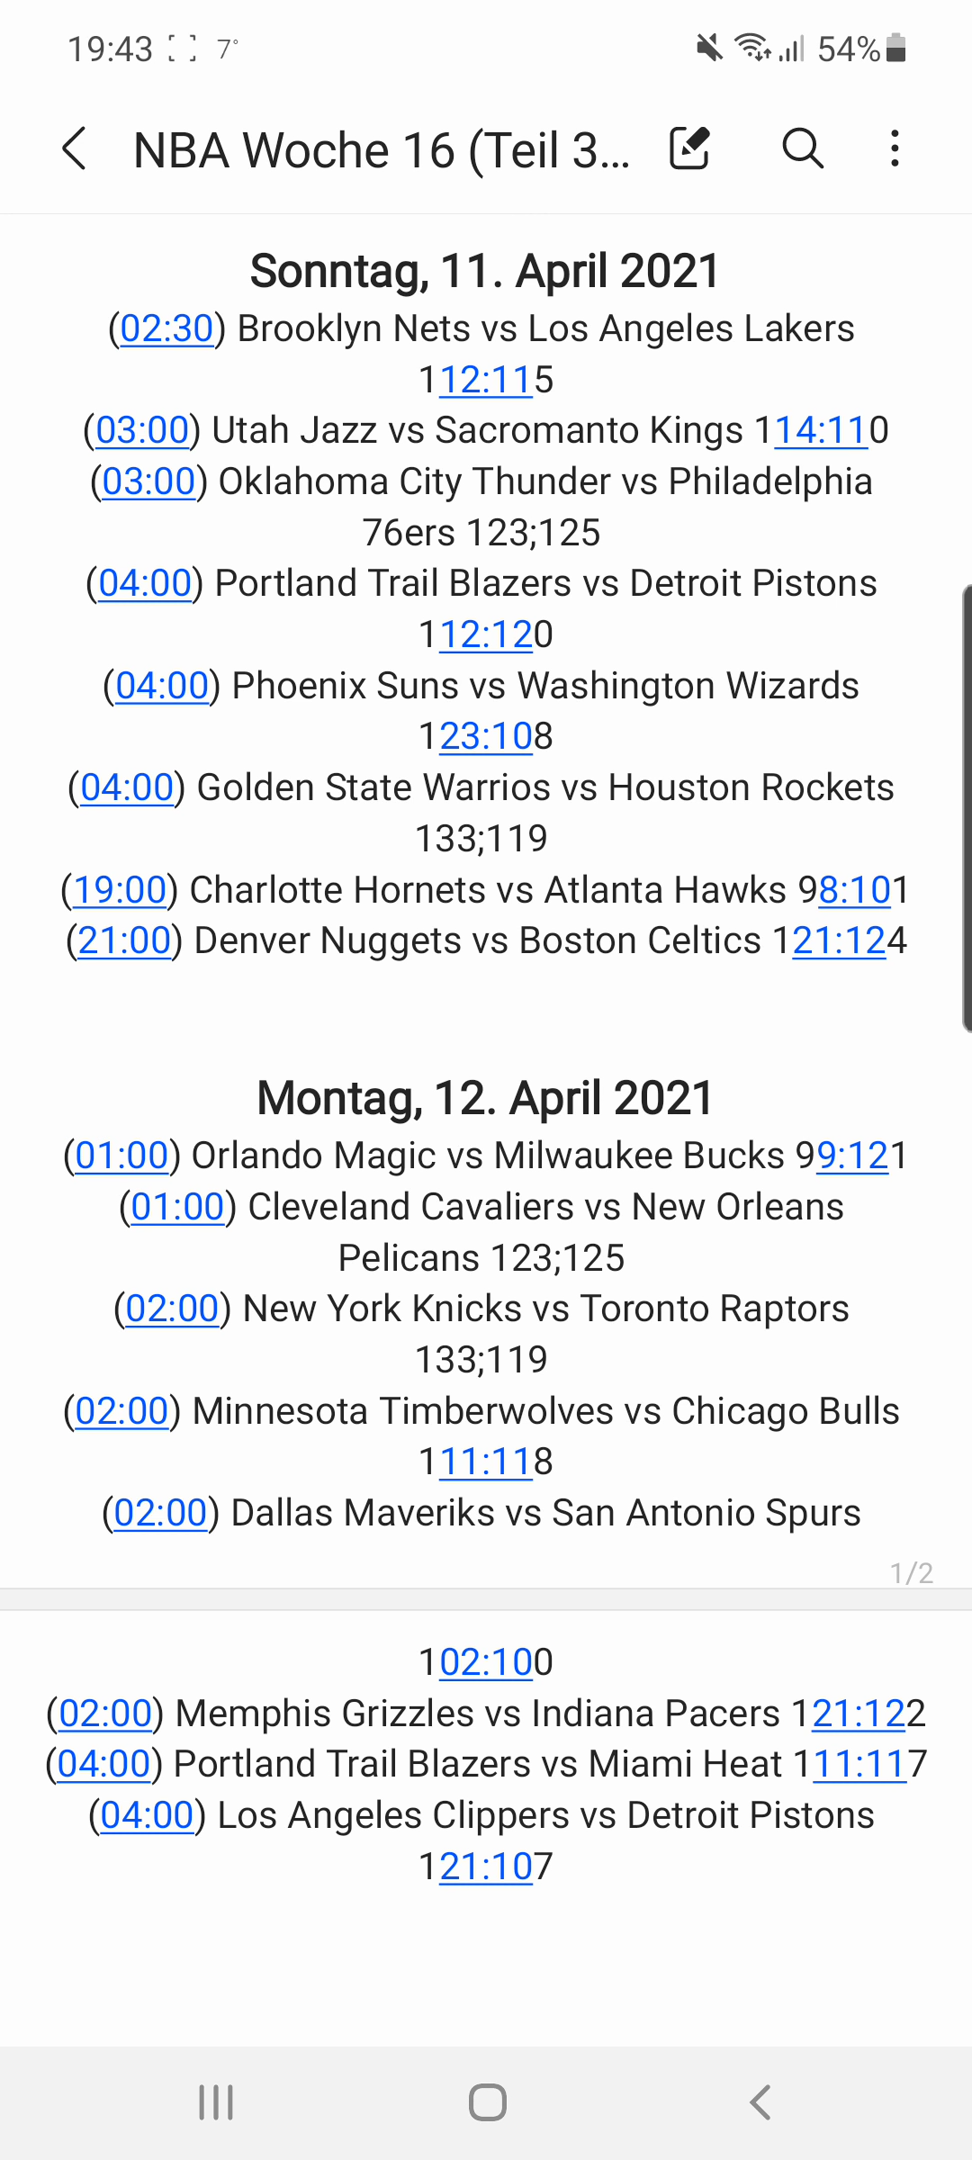 19:43 7° 54%
NBA Woche 16 (Teil 3...
Sonntag, 11. April 2021
(02:30) Brooklyn Nets vs Los Angeles Lakers
112:115
(03:00) Utah Jazz vs Sacromanto Kings 114:110
(03:00) Oklahoma City Thunder vs Philadelphia
76ers 123;125
(04:00) Portland Trail Blazers vs Detroit Pistons
112:120
(04:00) Phoenix Suns vs Washington Wizards
123:108
(04:00) Golden State Warrios vs Houston Rockets
133;119
(19:00) Charlotte Hornets vs Atlanta Hawks 98:101
(21:00) Denver Nuggets vs Boston Celtics 121:124
Montag, 12. April 2021
(01:00) Orlando Magic vs Milwaukee Bucks 99:121
(01:00) Cleveland Cavaliers vs New Orleans
Pelicans 123;125
(02:00) New York Knicks vs Toronto Raptors
133;119
(02:00) Minnesota Timberwolves vs Chicago Bulls
111:118
(02:00) Dallas Maveriks vs San Antonio Spurs
1/2
102:100
(02:00) Memphis Grizzles vs Indiana Pacers 121:122
(04:00) Portland Trail Blazers vs Miami Heat 111:117
(04:00) Los Angeles Clippers vs Detroit Pistons
121:107